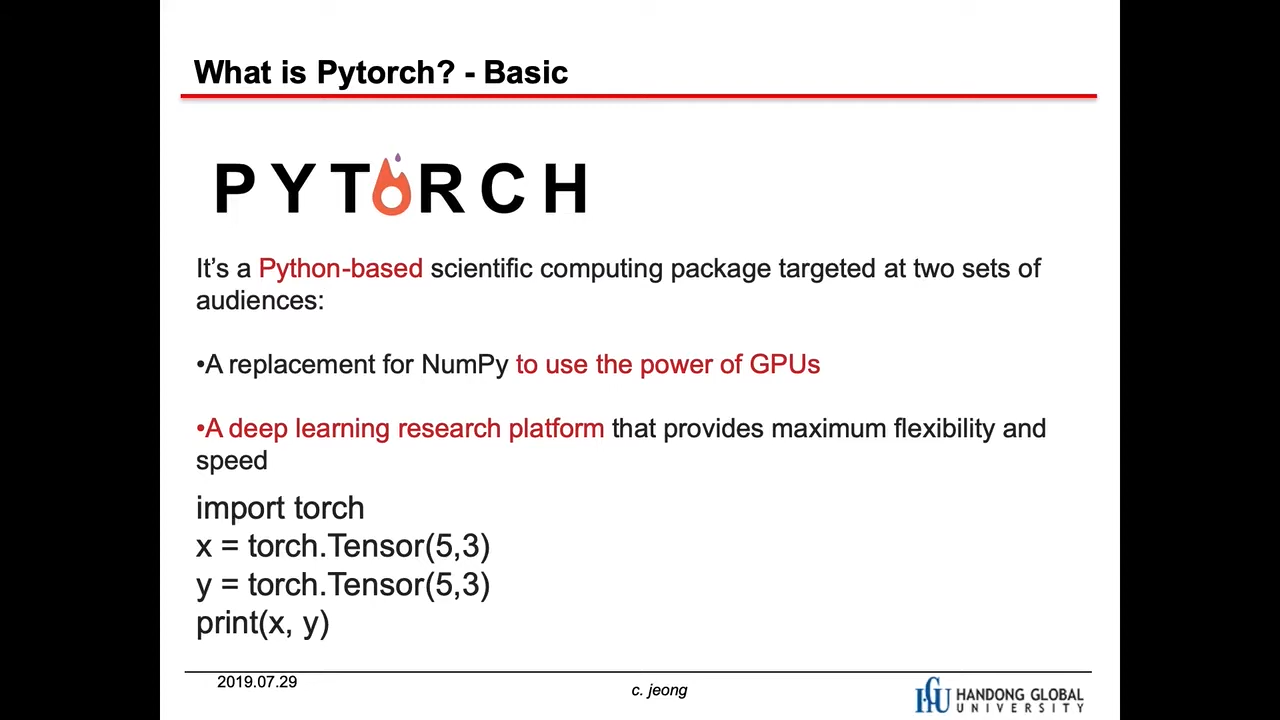 What is Pytorch? - Basic
PYTORCH
It’s a Python-based scientific computing package targeted at two sets of
audiences:
•A replacement for NumPy to use the power of GPUs
•A deep learning research platform that provides maximum flexibility and
speed
import torch
x = torch.Tensor(5,3)
y = torch.Tensor(5,3)
print(x, y)
2019.07.29
c. jeong
HGU HANDONG GLOBAL
UNIVERSITY